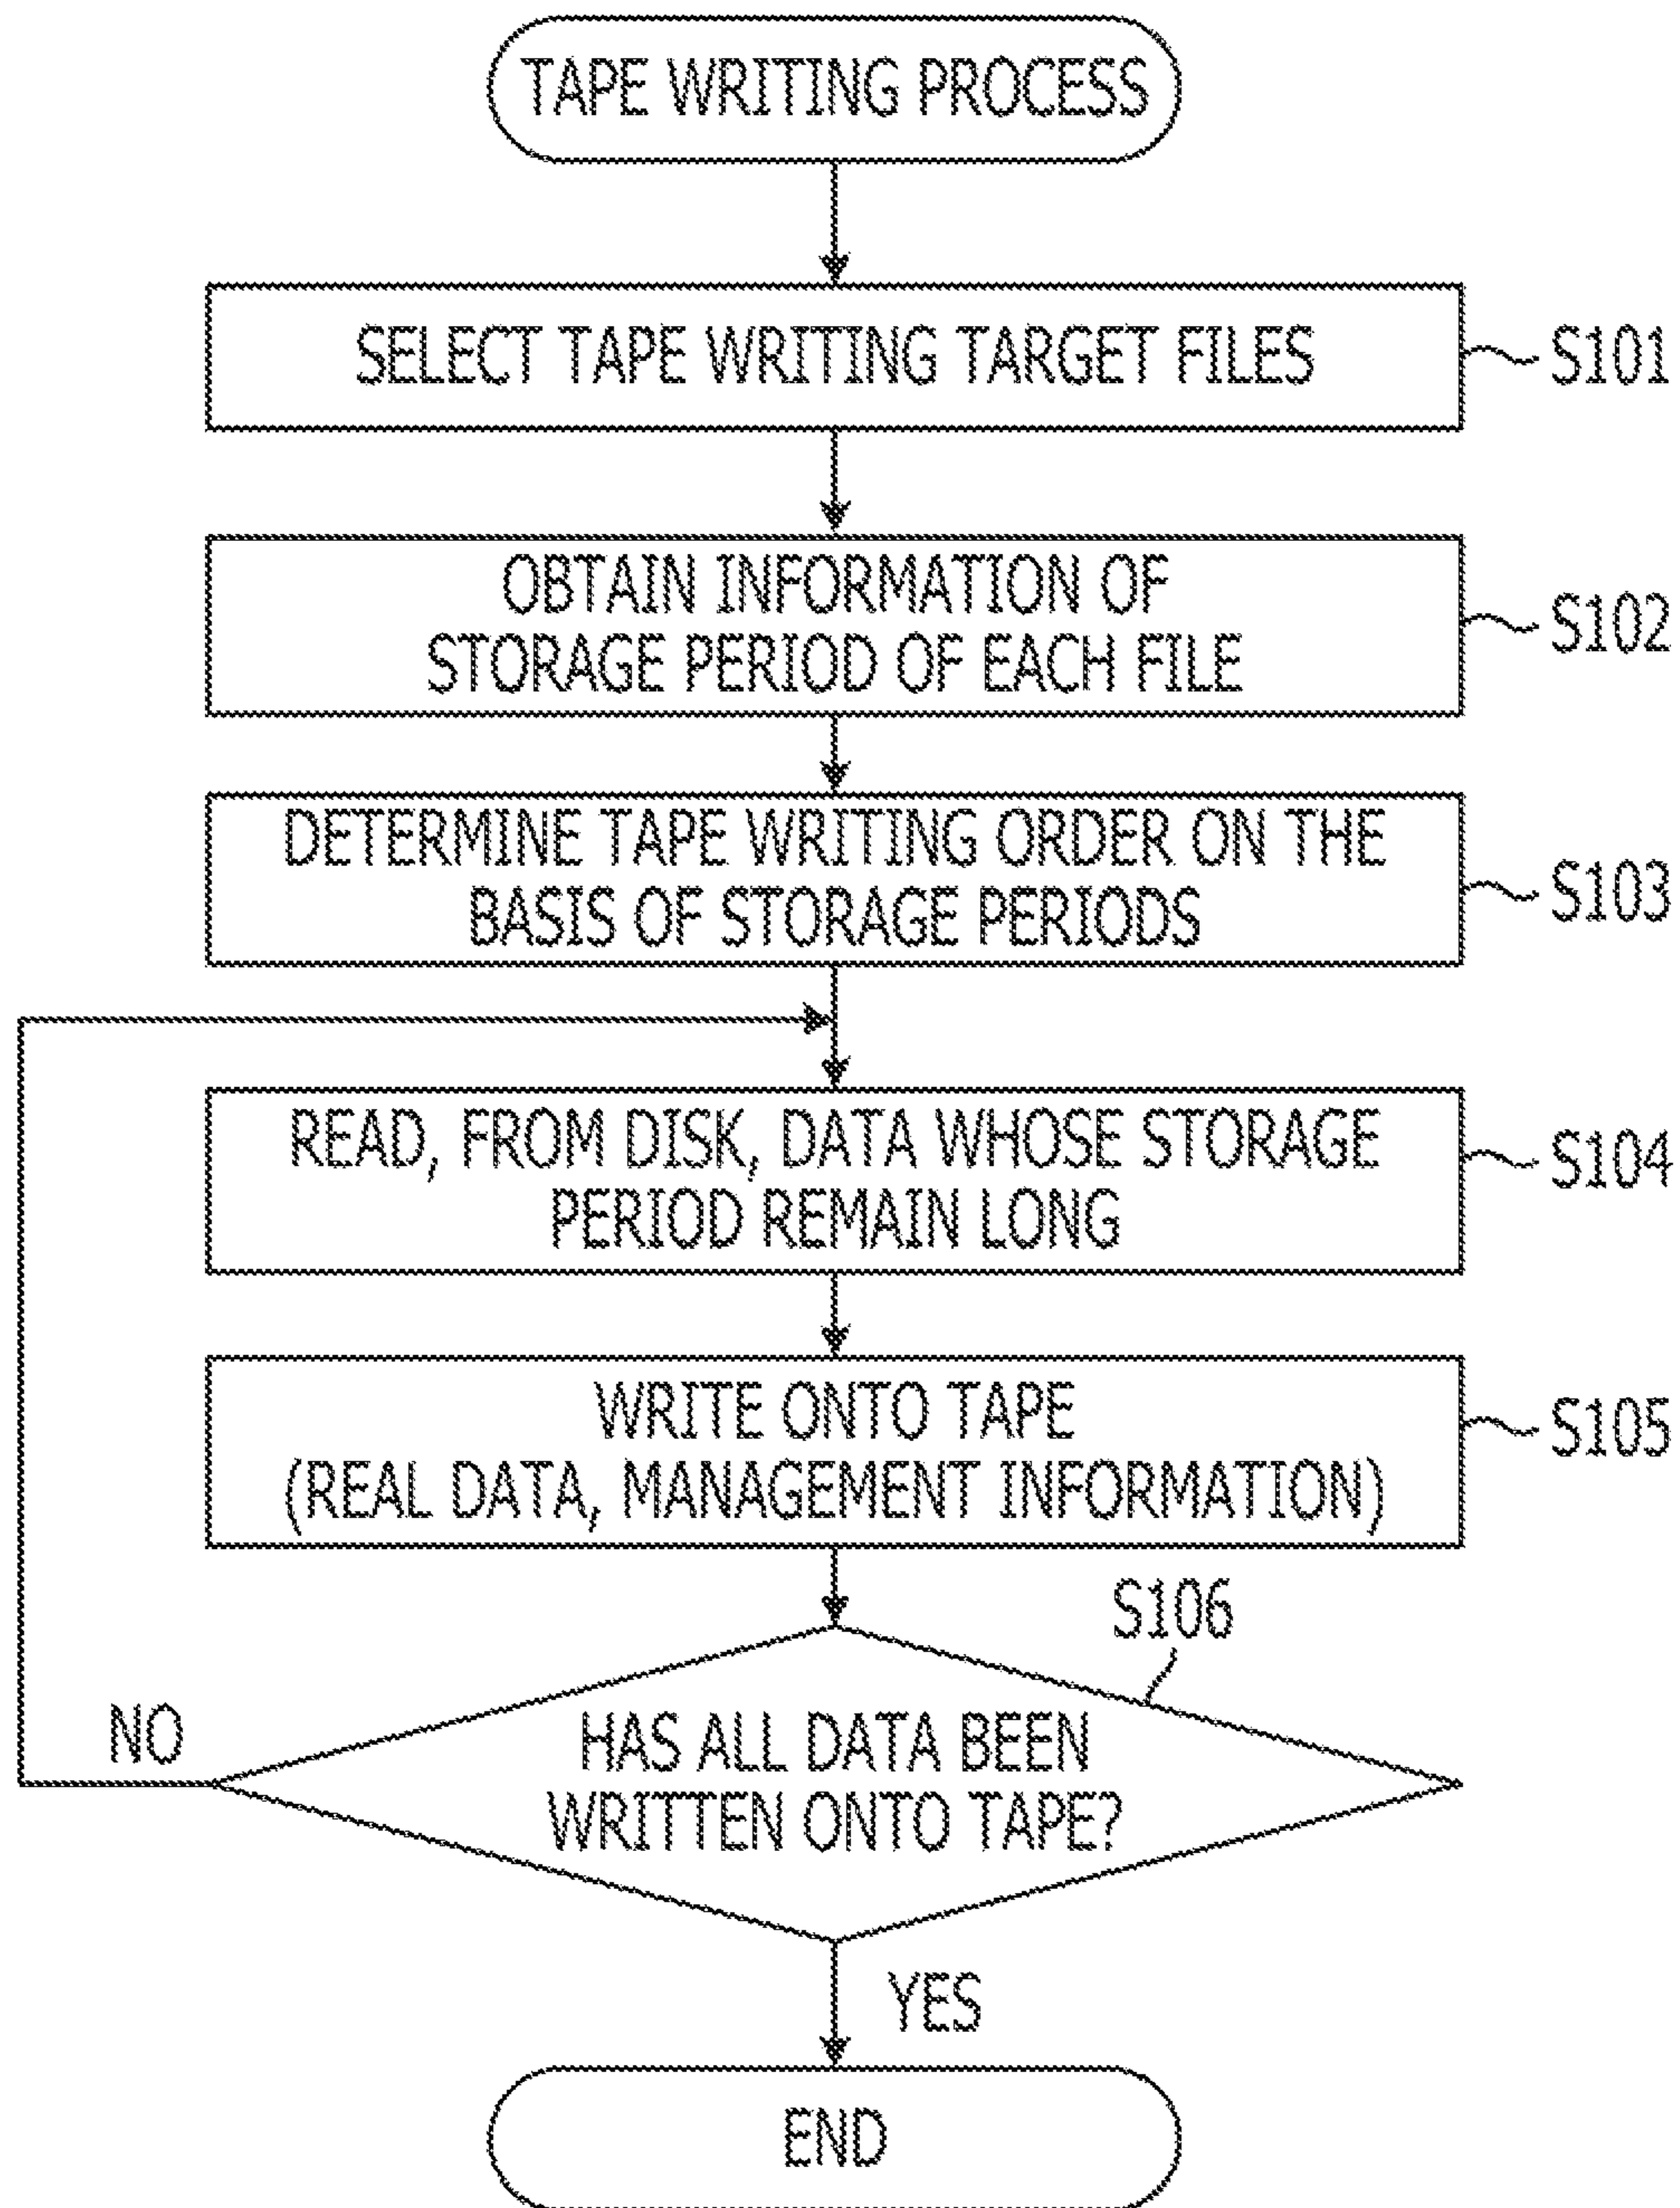 TAPE WRITING PROCESS
SELECT TAPE WRITING TARGET FILES
S101
OBTAIN INFORMATION OF
STORAGE PERIOD OF EACH FILE
S102
DETERMINE TAPE WRITING ORDER ON THE
BASIS OF STORAGE PERIODS
S103
READ, FROM DISK, DATA WHOSE STORAGE
PERIOD REMAIN LONG
S104
WRITE ONTO TAPE
(REAL DATA, MANAGEMENT INFORMATION)
S105
S106
HAS ALL DATA BEEN
WRITTEN ONTO TAPE?
NO
YES
END